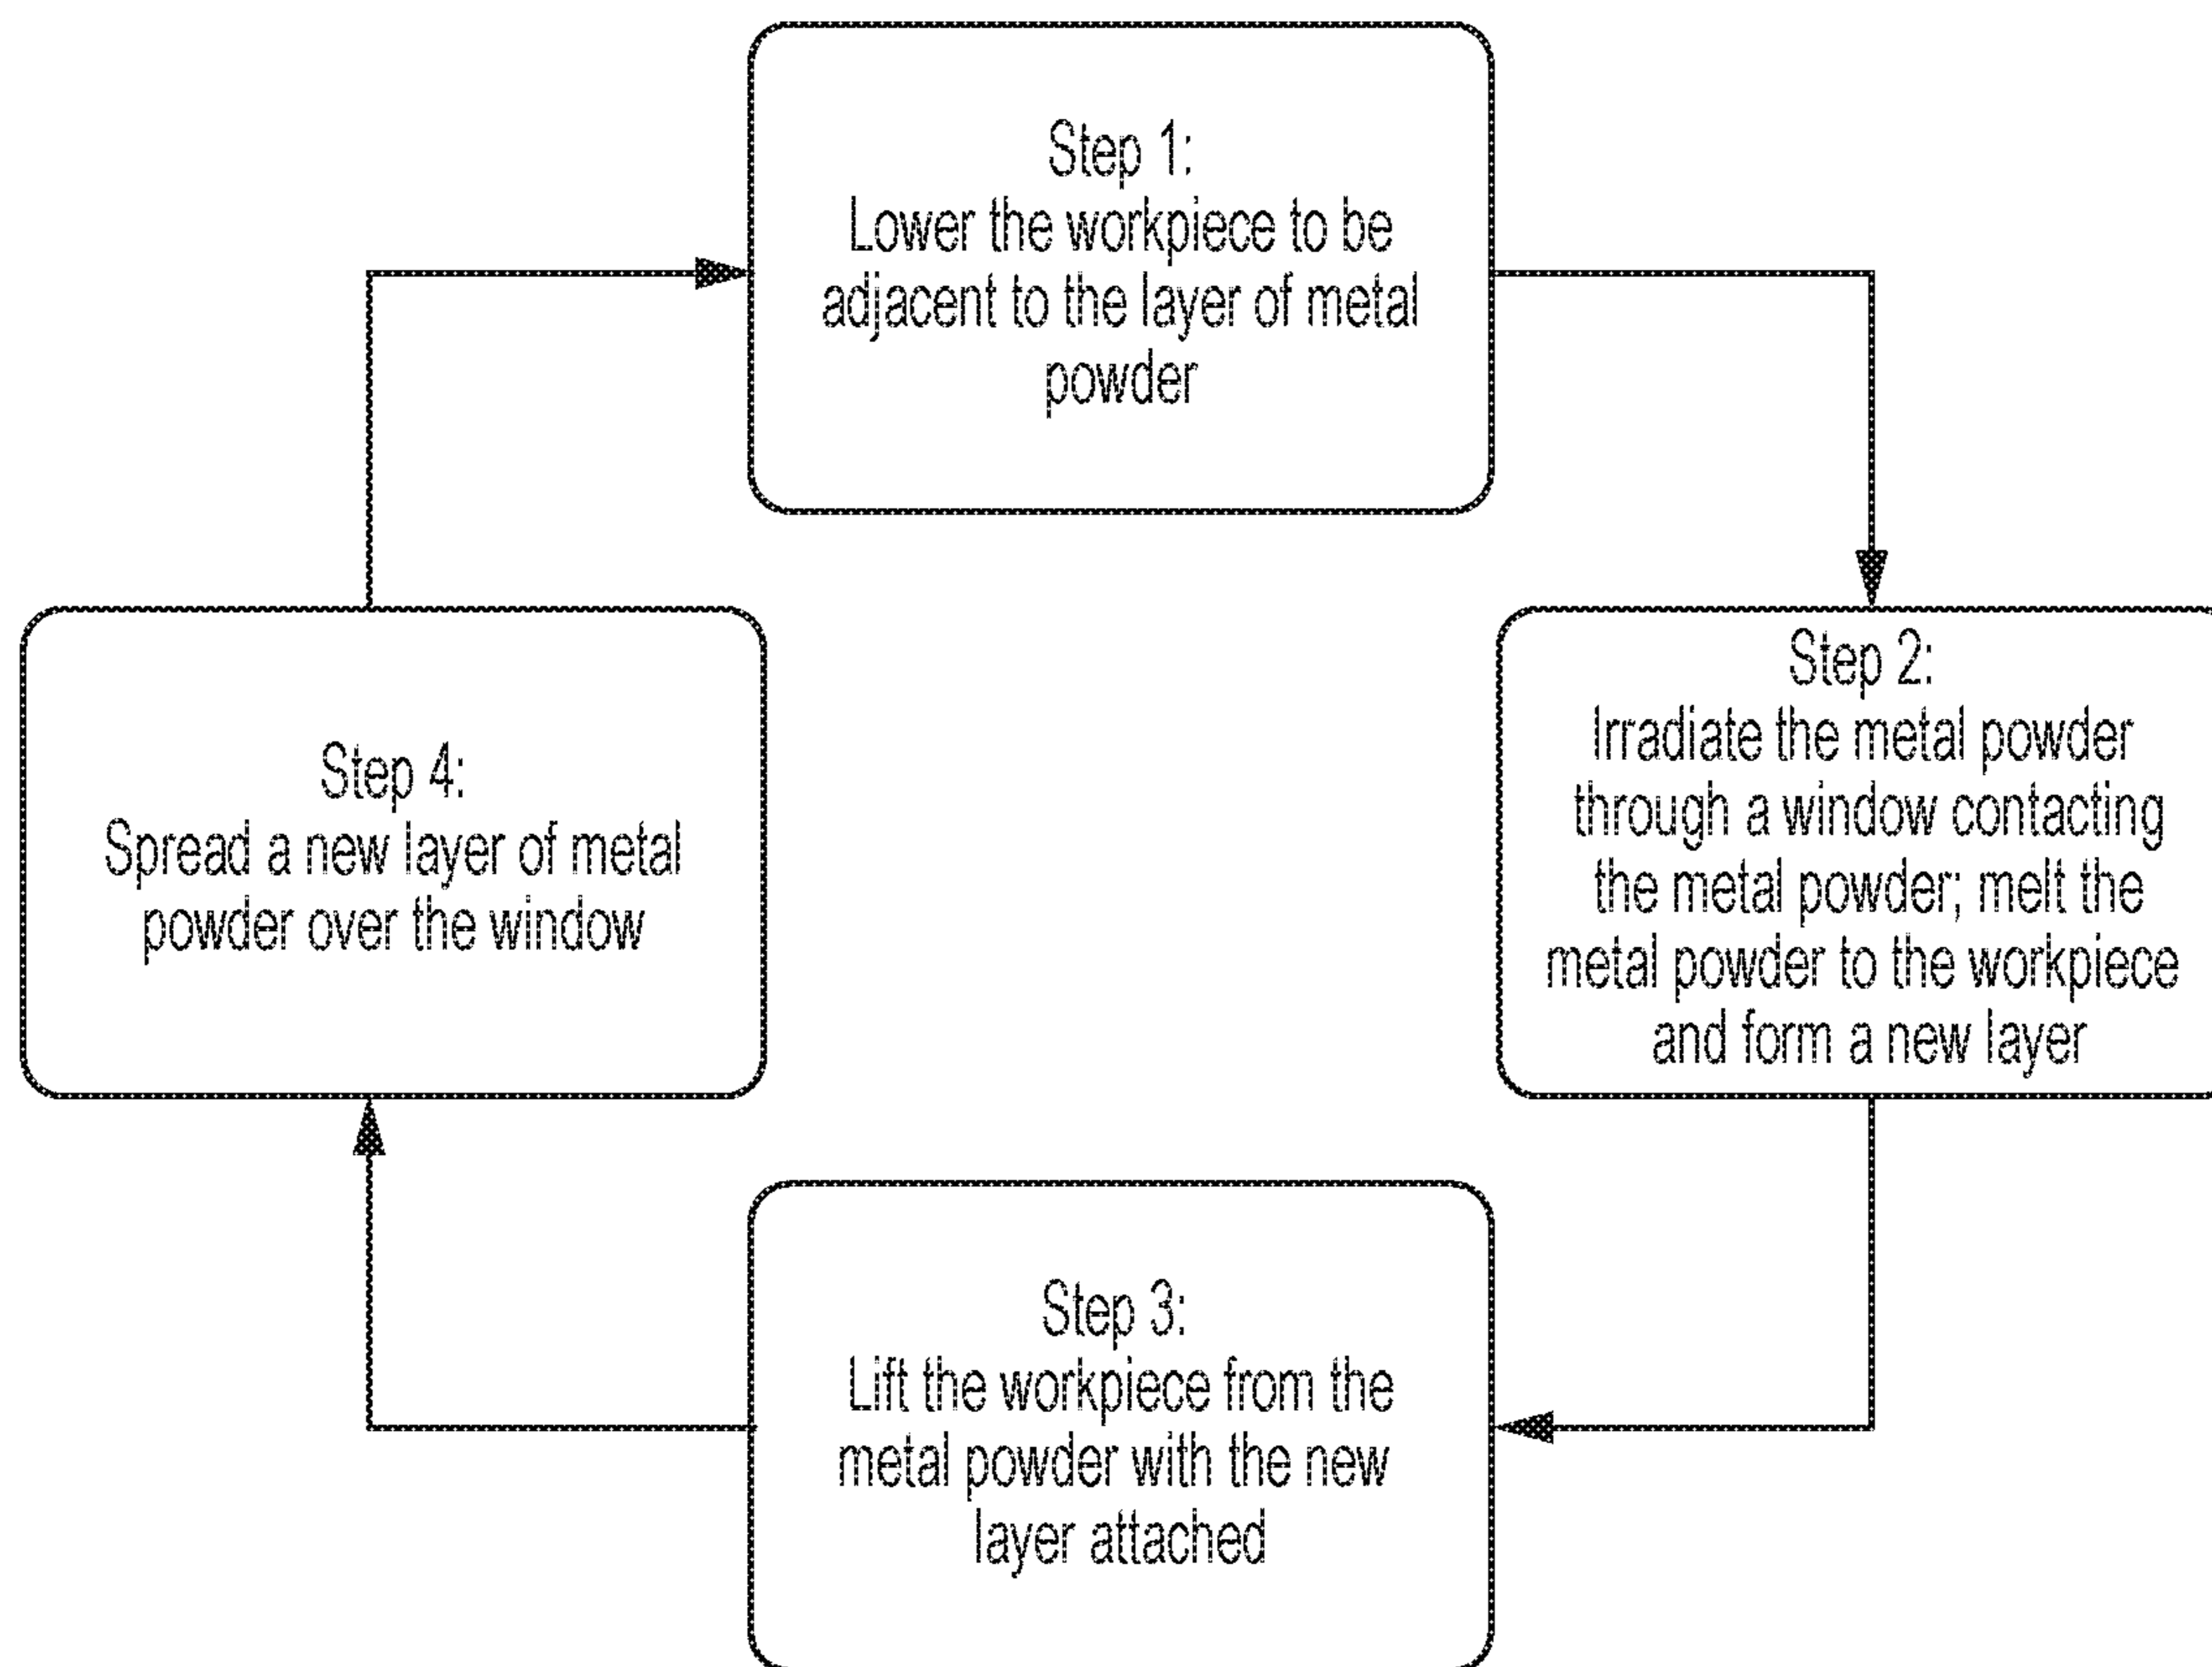 Step 1:
Lower the workpiece to be
adjacent to the layer of metal
powder
Step 2:
Irradiate the metal powder
through a window contacting
the metal powder; melt the
metal powder to the workpiece
and form a new layer
Step 3:
Lift the workpiece from the
metal powder with the new
layer attached
Step 4:
Spread a new layer of metal
powder over the window